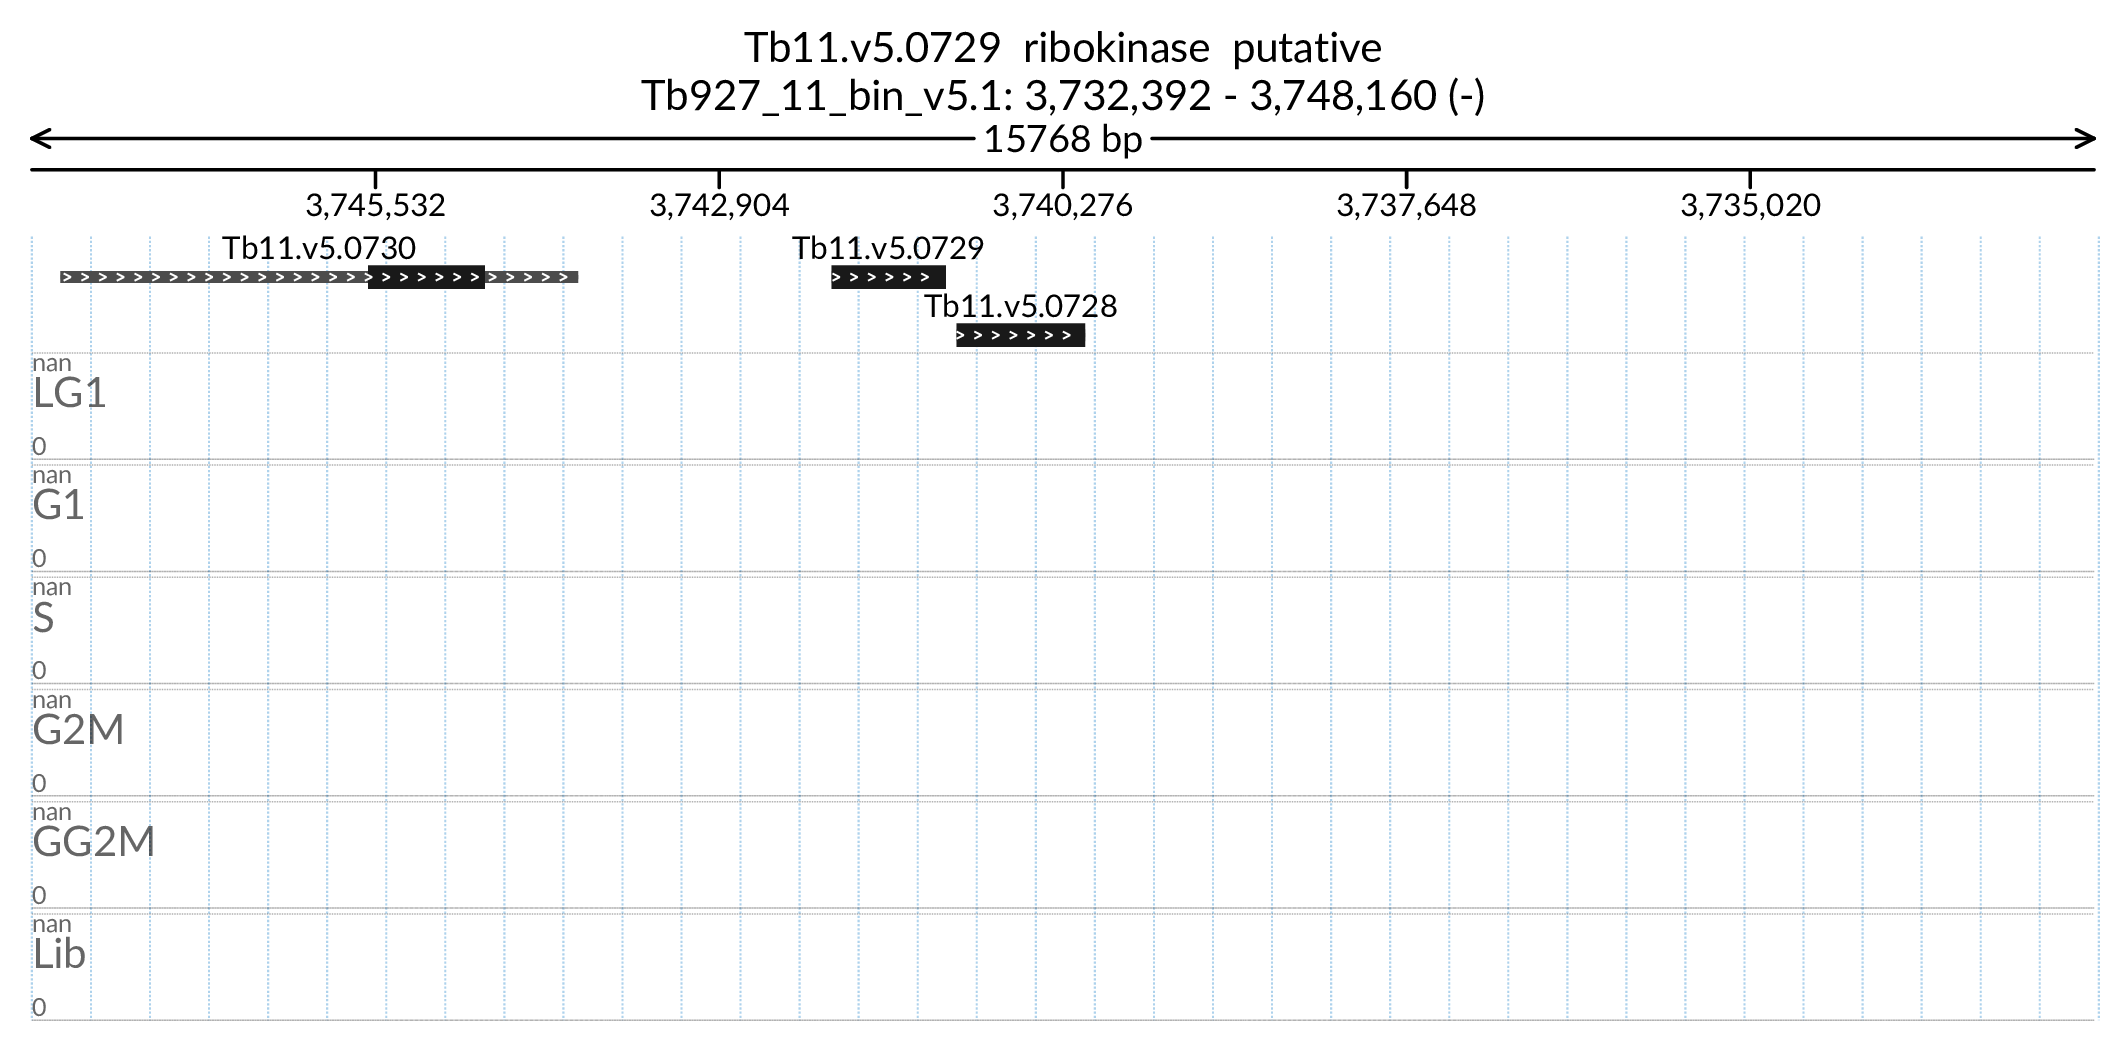 Tb11.v5.0729 ribokinase putative
Tb927_11_bin_v5.1: 3,732,392 - 3,748,160 (-)
15768 bp
3,745,532 3,742,904 3,740,276 3,737,648 3,735,020
Tb11.v5.0730 Tb11.v5.0729
Tb11.v5.0728
nan
LG1
0
nan
G1
0
nan
S
0
nan
G2M
0
nan
GG2M
0
nan
Lib
0